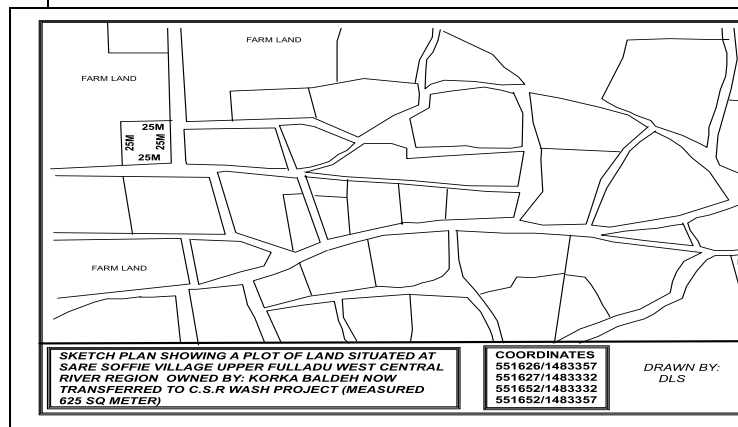 FARM LAND
FARM LAND
25M
25M
25M
25M
FARM LAND
SKETCH PLAN SHOWING A PLOT OF LAND SITUATED AT
SARE SOFFIE VILLAGE UPPER FULLADU WEST CENTRAL
RIVER REGION OWNED BY: KORKA BALDEH NOW
TRANSFERRED TO C.S.R WASH PROJECT (MEASURED
625 SQ METER)
COORDINATES
551626/1483357
551627/1483332
551652/1483332
551652/1483357
DRAWN BY:
DLS